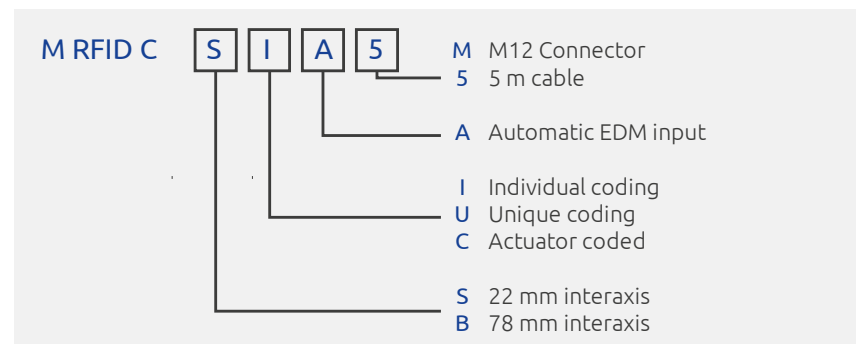 M RFID C S I A 5 M M12 Connector
5 5 m cable
A Automatic EDM input
I Individual coding
U Unique coding
C Actuator coded
S 22 mm interaxis
B 78 mm interaxis